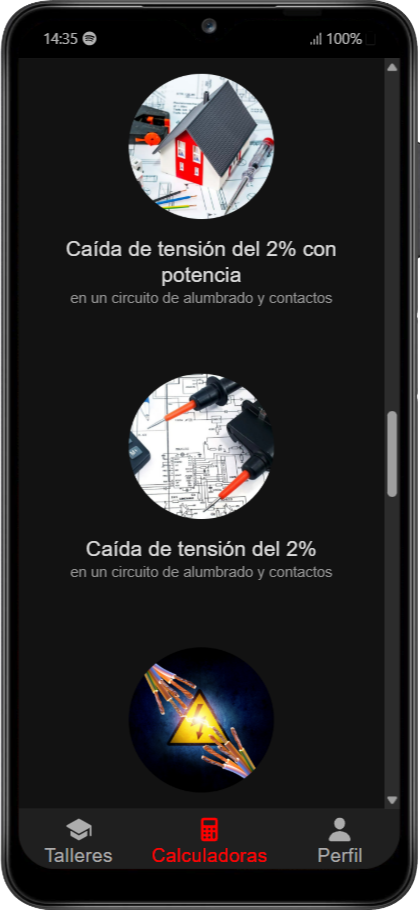 14:35 100%
Caída de tensión del 2% con
potencia
en un circuito de alumbrado y contactos
Caída de tensión del 2%
en un circuito de alumbrado y contactos
Talleres Calculadoras Perfil